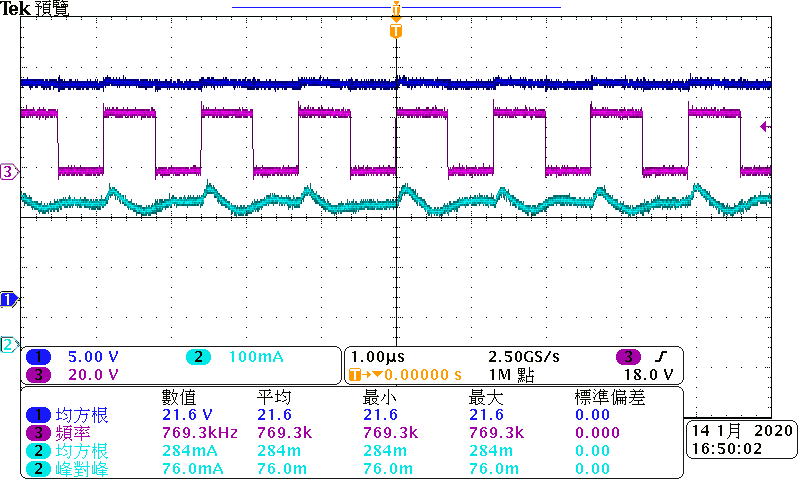 Tek 預覽
T
T
3
1
2
1 5.00 V 2 100mA
3 20.0 V
1.00µs 2.50GS/s 3
T→▼0.00000 s 1M 點 18.0 V
數值 平均 最小 最大 標準偏差
1 均方根 21.6 V 21.6 21.6 21.6 0.00
3 頻率 769.3kHz 769.3k 769.3k 769.3k 0.000
2 均方根 284mA 284m 284m 284m 0.00
2 峰對峰 76.0mA 76.0m 76.0m 76.0m 0.00
14 1月 2020
16:50:02